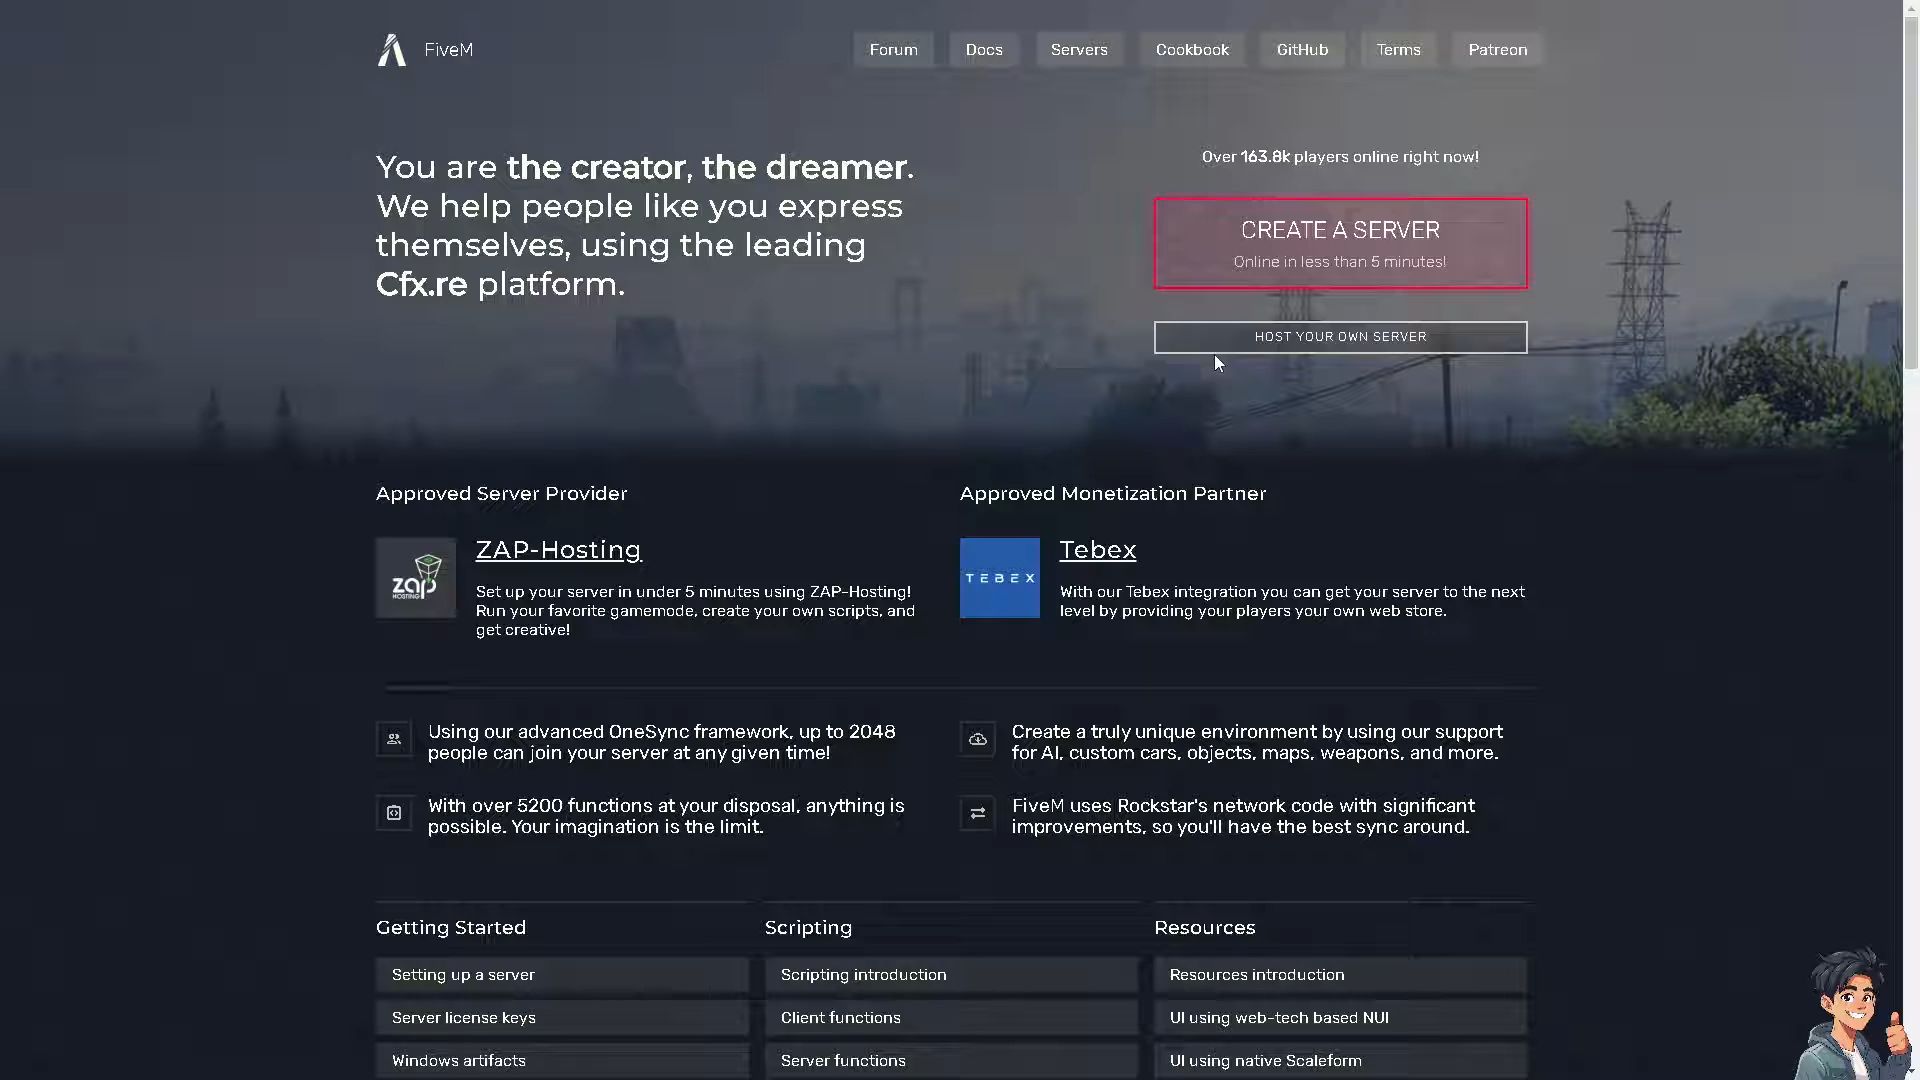 FiveM
Forum
Docs
Servers
Cookbook
GitHub
Terms
Patreon
You are the creator, the dreamer.
We help people like you express
themselves, using the leading
Cfx.re platform.
Over 163.8k players online right now!
CREATE A SERVER
Online in less than 5 minutes!
HOST YOUR OWN SERVER
Approved Server Provider
zap
HOSTING
ZAP-Hosting
Set up your server in under 5 minutes using ZAP-Hosting!
Run your favorite gamemode, create your own scripts, and
get creative!
Approved Monetization Partner
TEBEX
Tebex
With our Tebex integration you can get your server to the next
level by providing your players your own web store.
Using our advanced OneSync framework, up to 2048
people can join your server at any given time!
Create a truly unique environment by using our support
for AI, custom cars, objects, maps, weapons, and more.
With over 5200 functions at your disposal, anything is
possible. Your imagination is the limit.
FiveM uses Rockstar's network code with significant
improvements, so you'll have the best sync around.
Getting Started
Setting up a server
Server license keys
Windows artifacts
Scripting
Scripting introduction
Client functions
Server functions
Resources
Resources introduction
UI using web-tech based NUI
UI using native Scaleform